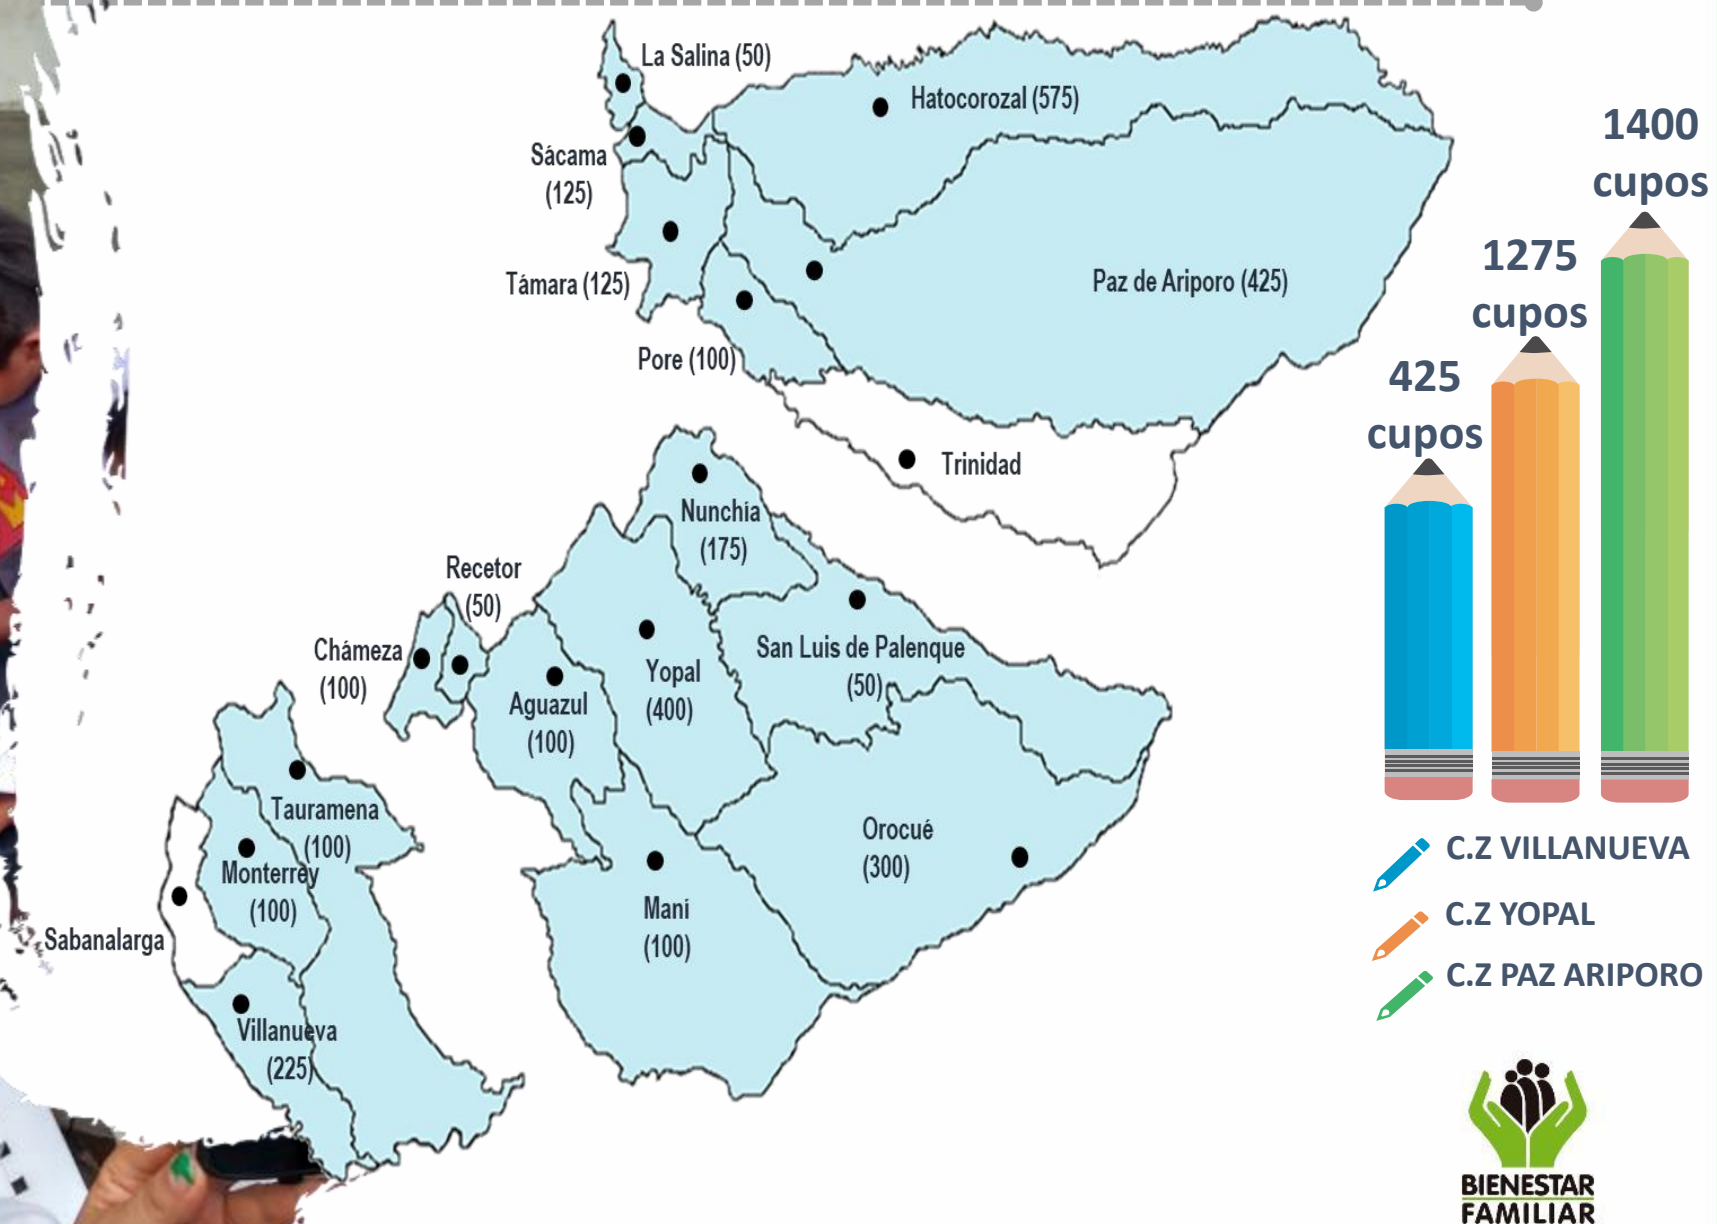 La Salina (50)
Hatocorozal (575)
Sácama
(125)
Támara (125)
Paz de Ariporo (425)
Pore (100)
Trinidad
Nunchía
(175)
Recetor
(50)
Chámeza
(100)
San Luis de Palenque
(50)
Yopal
(400)
Aguazul
(100)
Tauramena
(100)
Monterrey
(100)
Orocué
(300)
Maní
(100)
Sabanalarga
Villanueva
(225)
1400
cupos
1275
cupos
425
cupos
C.Z VILLANUEVA
C.Z YOPAL
C.Z PAZ ARIPORO
BIENESTAR
FAMILIAR